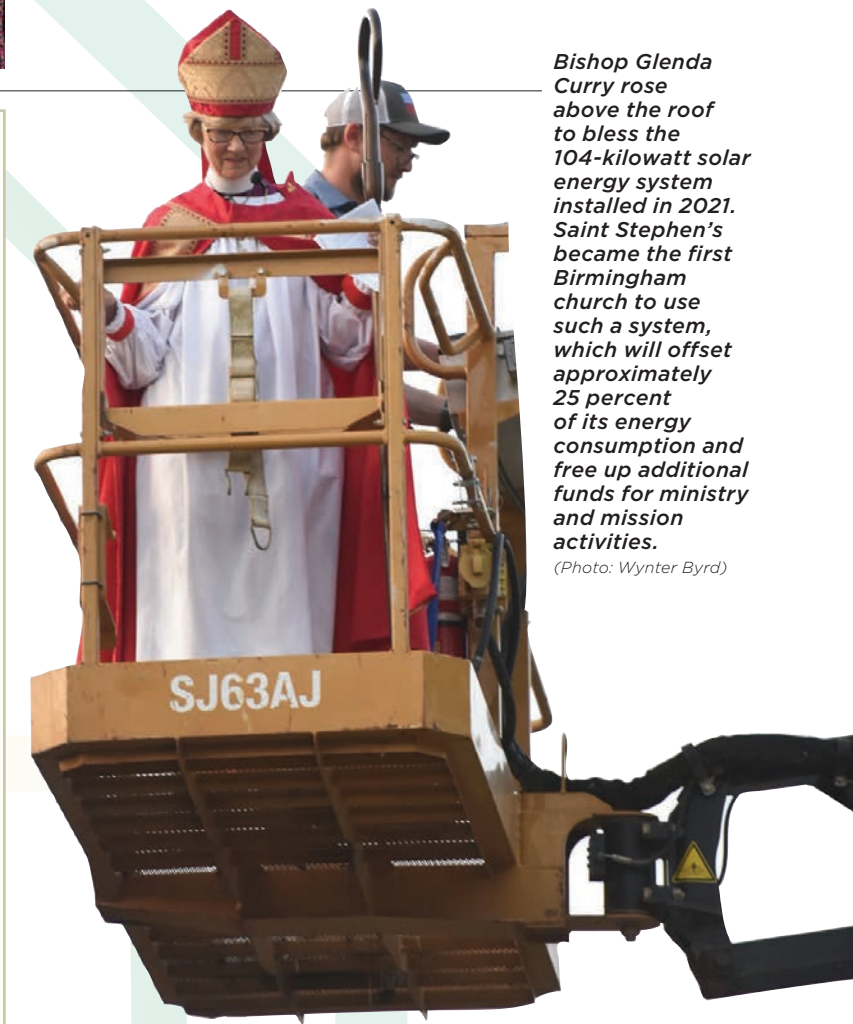 Bishop Glenda
Curry rose
above the roof
to bless the
104-kilowatt solar
energy system
installed in 2021.
Saint Stephen’s
became the first
Birmingham
church to use
such a system,
which will offset
approximately
25 percent
of its energy
consumption and
free up additional
funds for ministry
and mission
activities.
(Photo: Wynter Byrd)
SJ63AJ